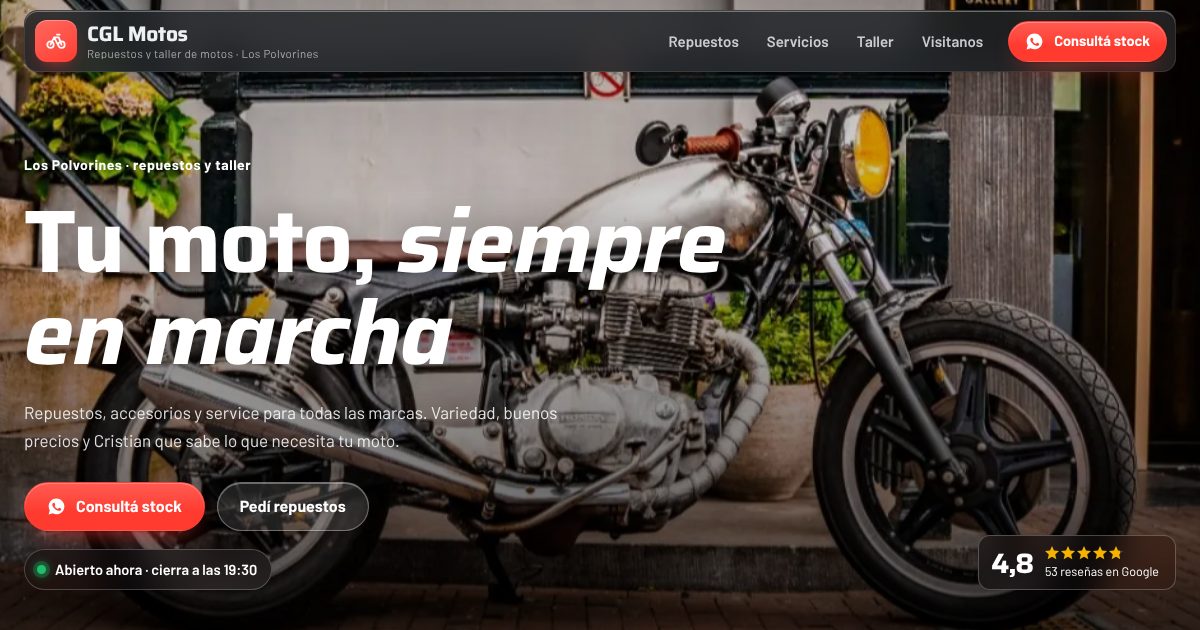 GALLERY
CGL Motos
Repuestos y taller de motos · Los Polvorines
Repuestos
Servicios
Taller
Visitanos
Consultá stock
Los Polvorines · repuestos y taller
Tu moto, siempre
en marcha
Repuestos, accesorios y service para todas las marcas. Variedad, buenos
precios y Cristian que sabe lo que necesita tu moto.
HONDA
Consultá stock
Pedí repuestos
Abierto ahora · cierra a las 19:30
4,8
53 reseñas en Google